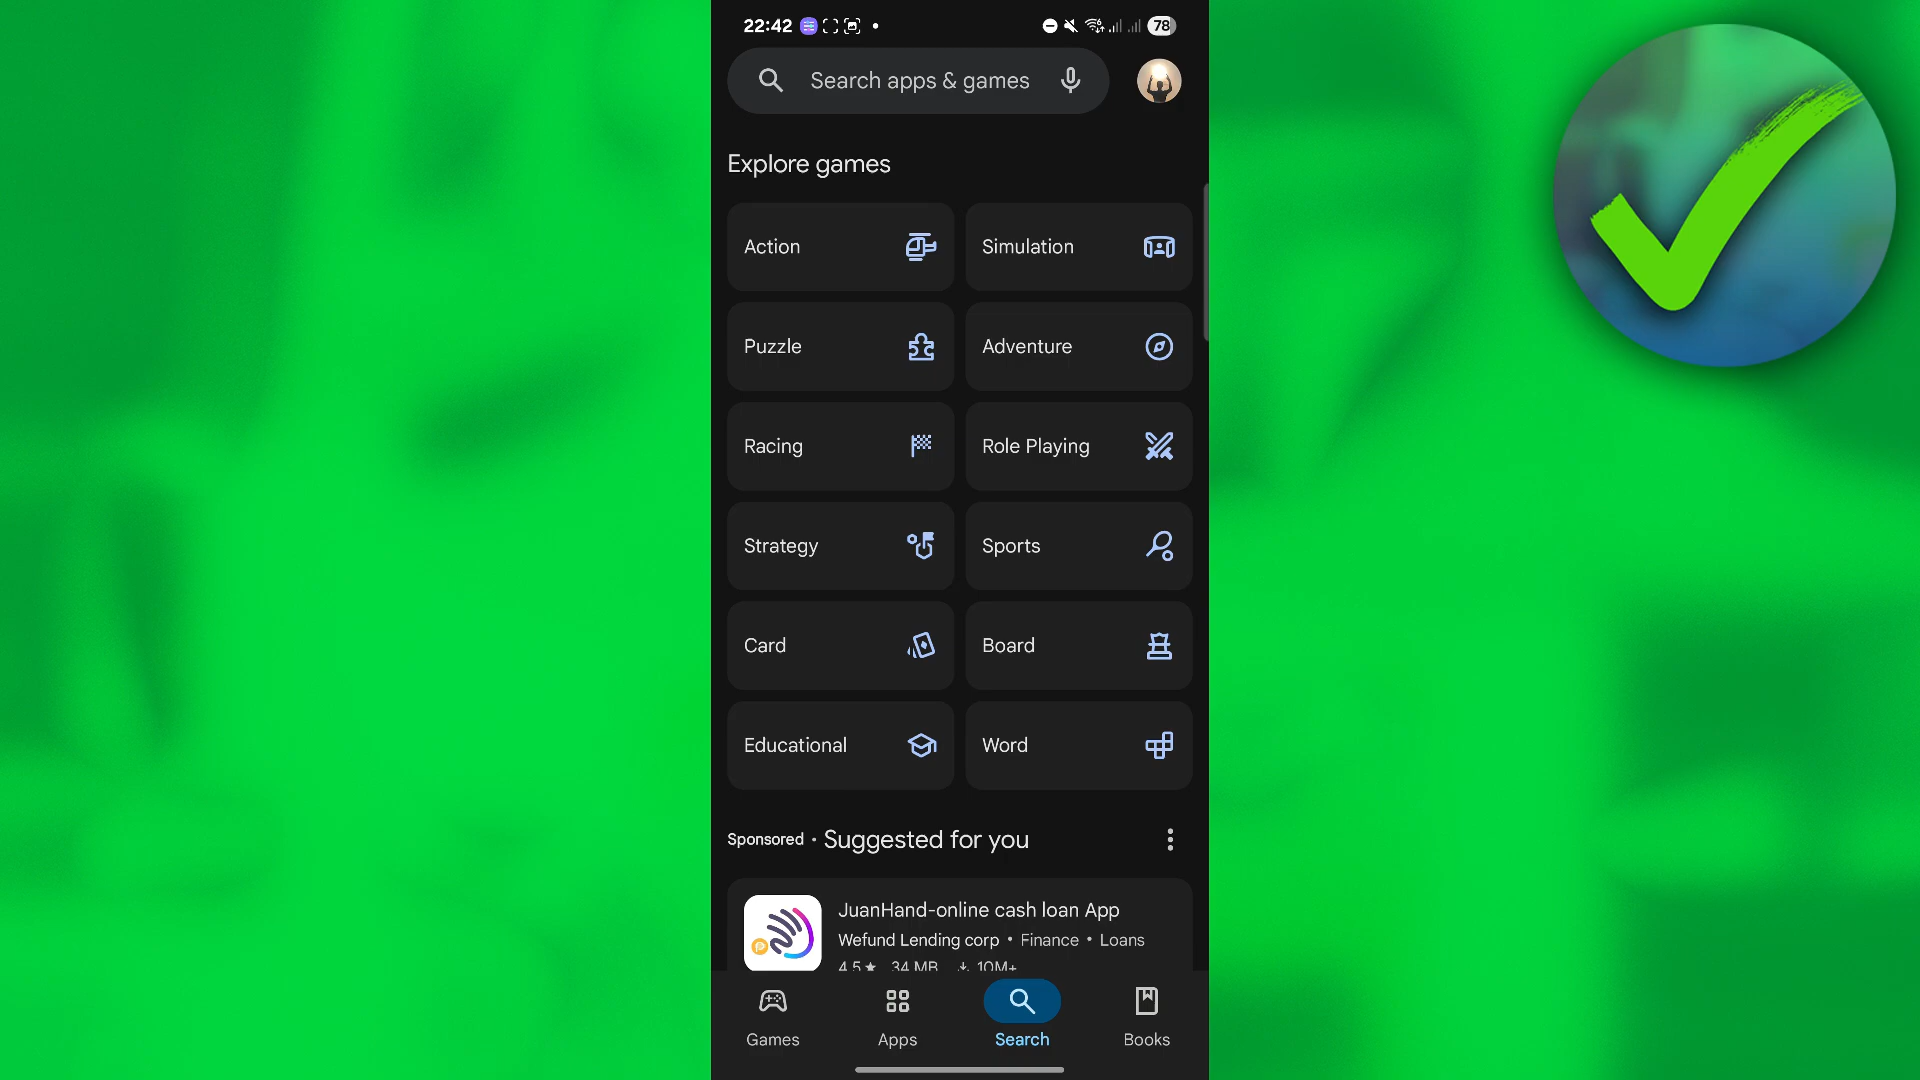 22:42
78
Search apps & games
Explore games
Action
Simulation
Puzzle
Adventure
Racing
Role Playing
Strategy
Sports
Card
Board
Educational
Word
Sponsored • Suggested for you
JuanHand-online cash loan App
Wefund Lending corp • Finance • Loans
4.5★ 34 MB 10M+
Games
Apps
Search
Books